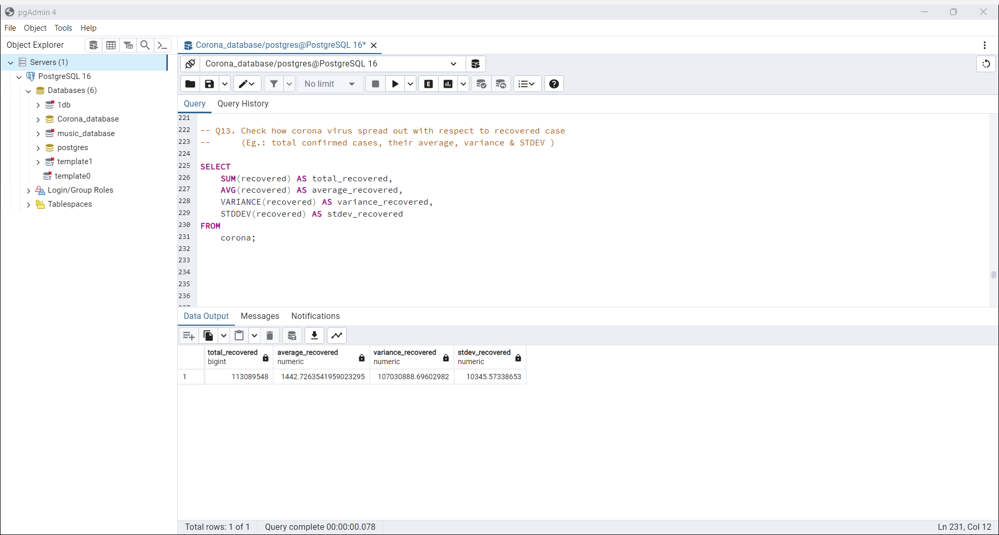 pgAdmin 4
File Object Tools Help
Object Explorer
Corona_database/postgres@PostgreSQL 16*
Servers (1)
PostgreSQL 16
Databases (6)
1db
Corona_database
music_database
postgres
template1
template0
Login/Group Roles
Tablespaces
Corona_database/postgres@PostgreSQL 16
No limit
Query Query History
221
222 -- Q13. Check how corona virus spread out with respect to recovered case
223 --      (Eg.: total confirmed cases, their average, variance & STDEV )
224
225 SELECT
226     SUM(recovered) AS total_recovered,
227     AVG(recovered) AS average_recovered,
228     VARIANCE(recovered) AS variance_recovered,
229     STDDEV(recovered) AS stdev_recovered
230 FROM
231     corona;
232
233
234
235
236
237
Data Output Messages Notifications
total_recovered average_recovered variance_recovered stdev_recovered
bigint numeric numeric numeric
1 113089548 1442.7263541959023295 107030888.69602982 10345.57338653
Total rows: 1 of 1 Query complete 00:00:00.078 Ln 231, Col 12